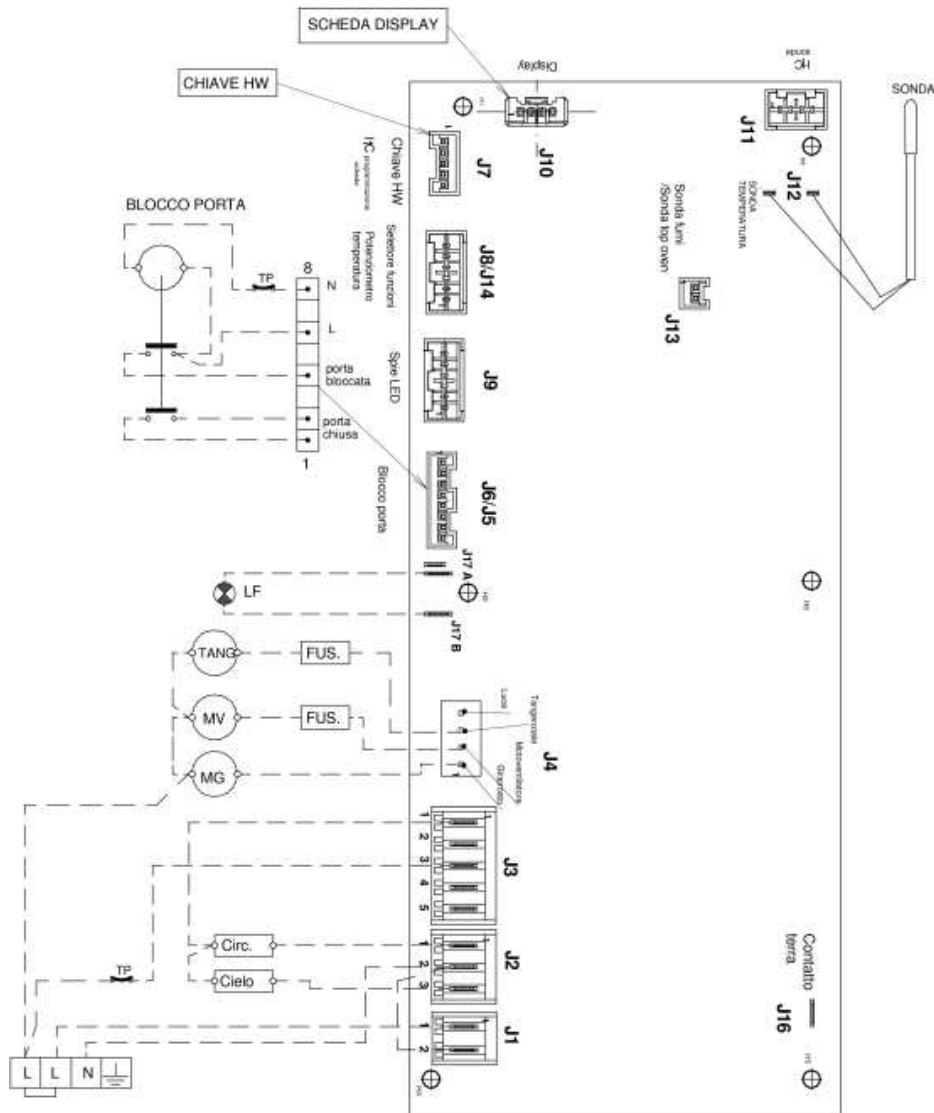 SCHEDA DISPLAY
CHIAVE HW
Display
HC
sonda
SONDA
J11
J10
J7
Chiave HW
HC programmazione
scheda
J12
SONDA
TEMPERATURA
BLOCCO PORTA
TP
8
N
L
porta
bloccata
porta
chiusa
1
Selettore funzioni
Potenziometro
temperatura
J8/J14
Sonda fumi
/Sonda top oven
J13
Spie LED
J9
Blocco porta
J6/J5
J17 A
J17 B
LF
TANG
FUS.
MV
FUS.
MG
Luce
Tangenziale
Motoventilatore
Girarrosto/
J4
1
1
2
3
4
5
J3
Circ.
Cielo
1
2
3
J2
TP
1
2
J1
Contatto
terra
J16
L
L
N